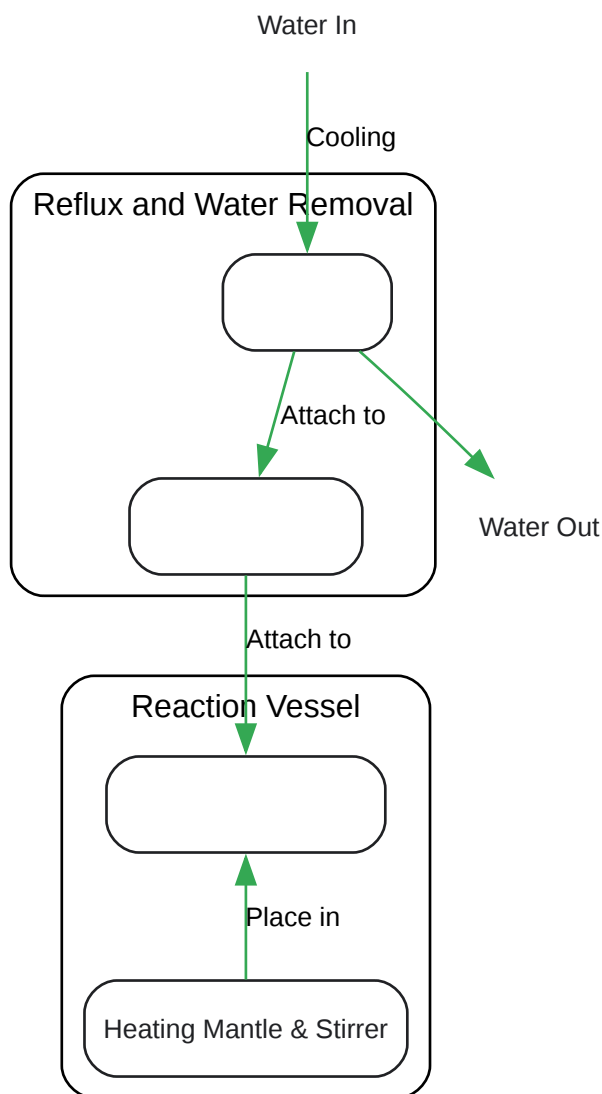 Water In
Cooling
Reflux and Water Removal
Attach to
Water Out
Attach to
Reaction Vessel
Place in
Heating Mantle & Stirrer